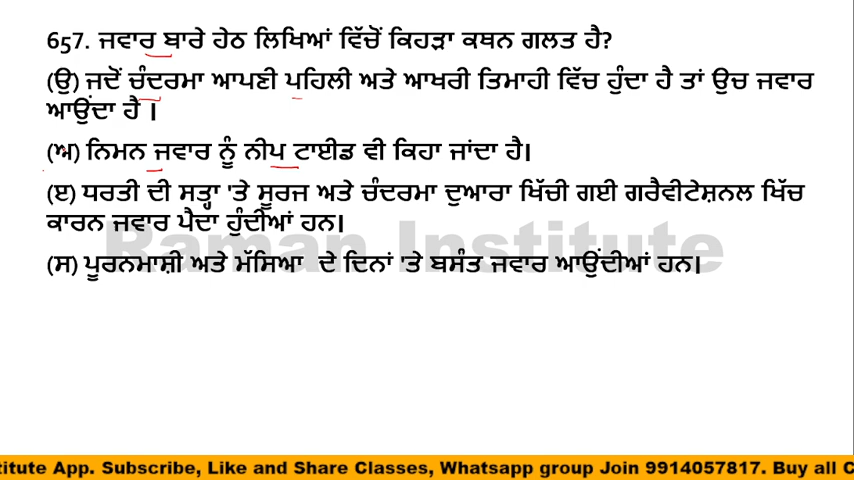 657. ਜਵਾਰ ਬਾਰੇ ਹੇਠ ਲਿਖਿਆਂ ਵਿੱਚੋਂ ਕਿਹੜਾ ਕਥਨ ਗਲਤ ਹੈ?
(ਉ) ਜਦੋਂ ਚੰਦਰਮਾ ਆਪਣੀ ਪਹਿਲੀ ਅਤੇ ਆਖਰੀ ਤਿਮਾਹੀ ਵਿੱਚ ਹੁੰਦਾ ਹੈ ਤਾਂ ਉਚ ਜਵਾਰ
ਆਉਂਦਾ ਹੈ ।
(ਅ) ਨਿਮਨ ਜਵਾਰ ਨੂੰ ਨੀਪ ਟਾਈਡ ਵੀ ਕਿਹਾ ਜਾਂਦਾ ਹੈ।
(ੲ) ਧਰਤੀ ਦੀ ਸਤ੍ਹਾ 'ਤੇ ਸੂਰਜ ਅਤੇ ਚੰਦਰਮਾ ਦੁਆਰਾ ਖਿੱਚੀ ਗਈ ਗਰੈਵੀਟੇਸ਼ਨਲ ਖਿੱਚ
ਕਾਰਨ ਜਵਾਰ ਪੈਦਾ ਹੁੰਦੀਆਂ ਹਨ।
Raman Institute
(ਸ) ਪੂਰਨਮਾਸ਼ੀ ਅਤੇ ਮੱਸਿਆ ਦੇ ਦਿਨਾਂ 'ਤੇ ਬਸੰਤ ਜਵਾਰ ਆਉਂਦੀਆਂ ਹਨ।
titute App. Subscribe, Like and Share Classes, Whatsapp group Join 9914057817. Buy all C